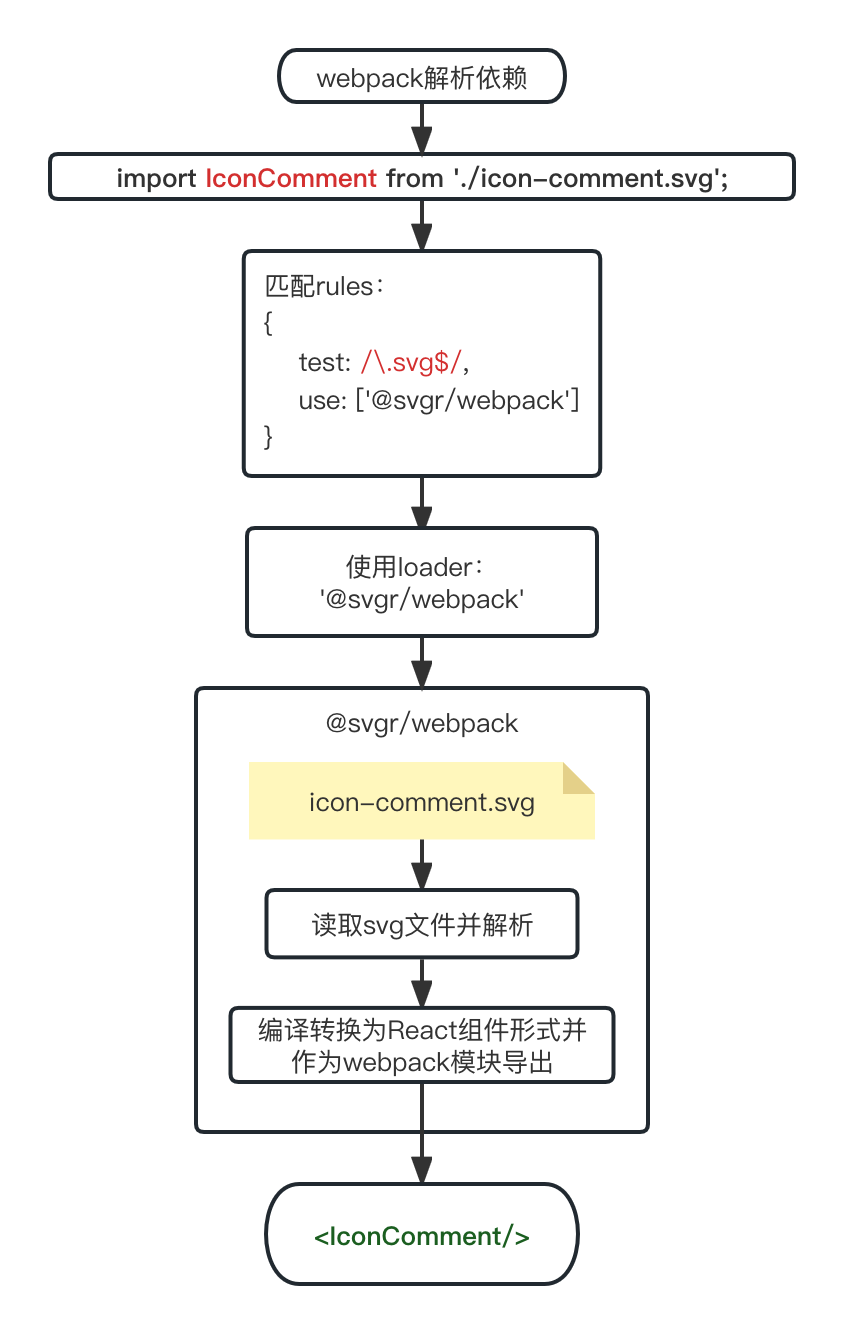 webpack解析依赖
import IconComment from './icon-comment.svg';
匹配rules：
{
test: /\.svg$/,
use: ['@svgr/webpack']
}
使用loader：
'@svgr/webpack'
@svgr/webpack
icon-comment.svg
读取svg文件并解析
编译转换为React组件形式并
作为webpack模块导出
<IconComment/>